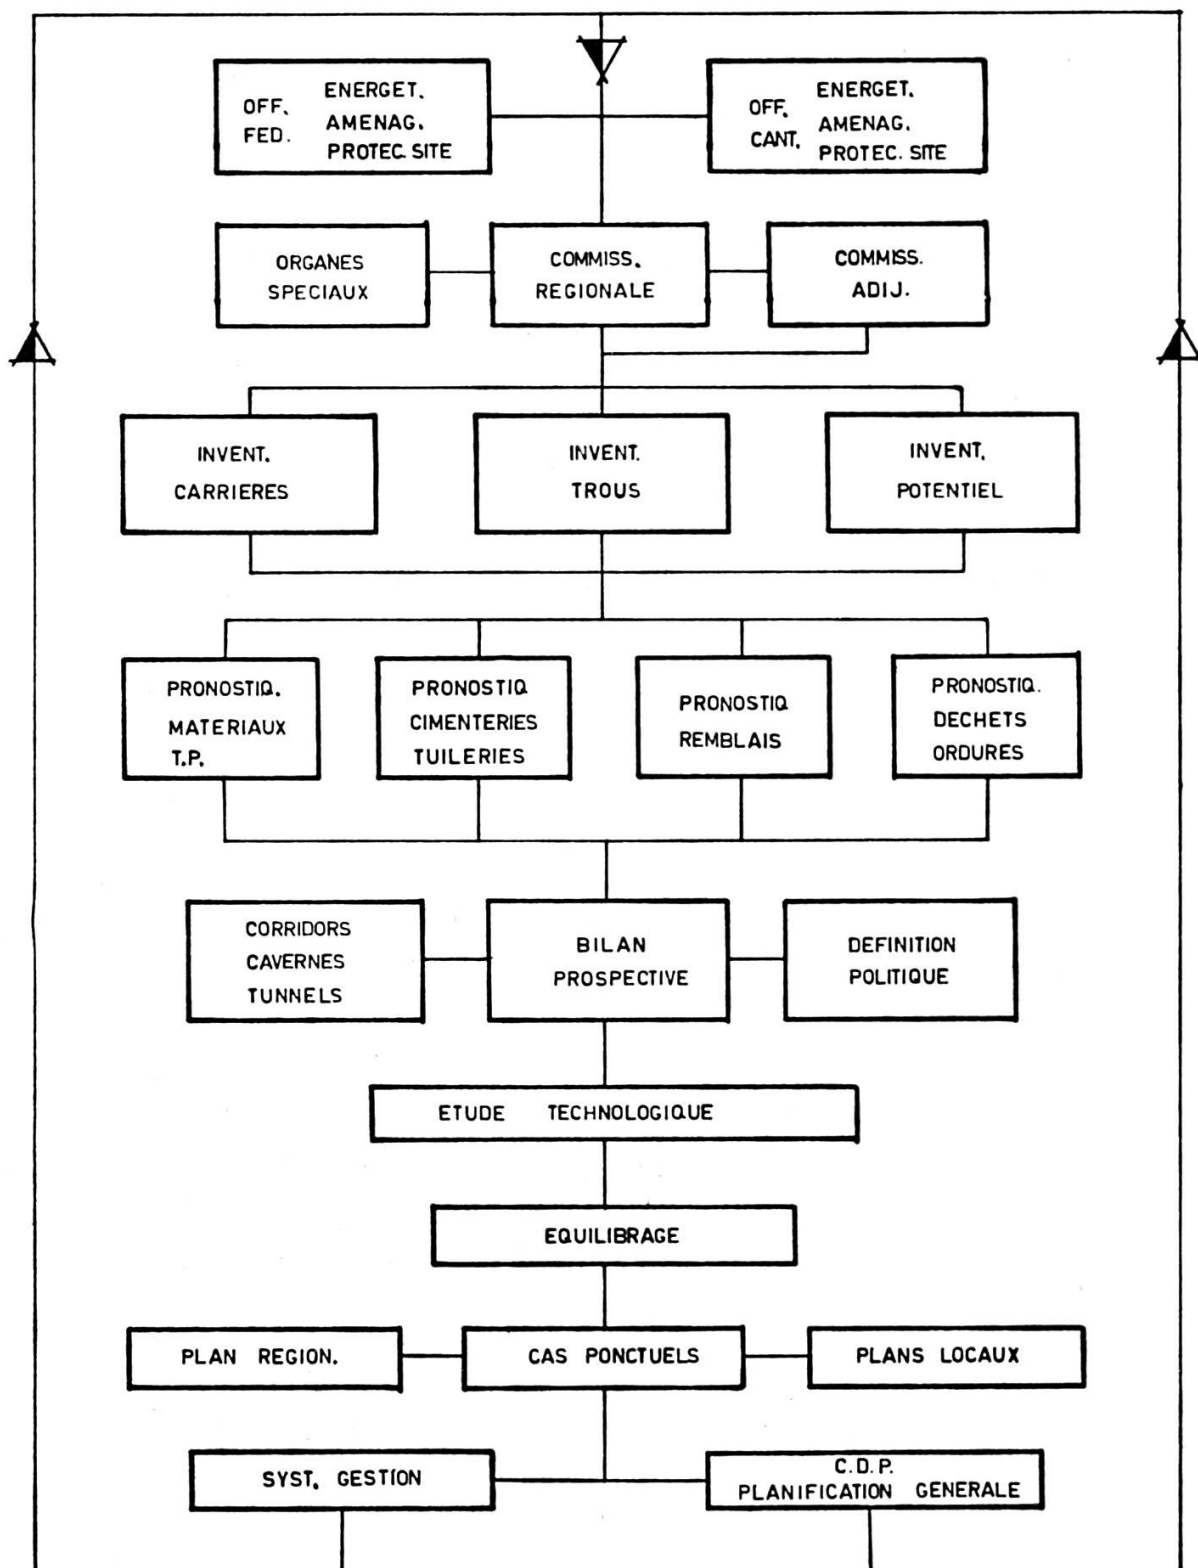 OFF. FED.
ENERGET.
AMENAG.
PROTEC. SITE
OFF. CANT.
ENERGET.
AMENAG.
PROTEC. SITE
ORGANES
SPECIAUX
COMMISS.
REGIONALE
COMMISS.
ADIJ.
INVENT.
CARRIERES
INVENT.
TROUS
INVENT.
POTENTIEL
PRONOSTIQ.
MATERIAUX
T.P.
PRONOSTIQ
CIMENTERIES
TUILERIES
PRONOSTIQ
REMBLAIS
PRONOSTIQ.
DECHETS
ORDURES
CORRIDORS
CAVERNES
TUNNELS
BILAN
PROSPECTIVE
DEFINITION
POLITIQUE
ETUDE TECHNOLOGIQUE
EQUILIBRAGE
PLAN REGION.
CAS PONCTUELS
PLANS LOCAUX
SYST. GESTION
C.D.P.
PLANIFICATION GENERALE